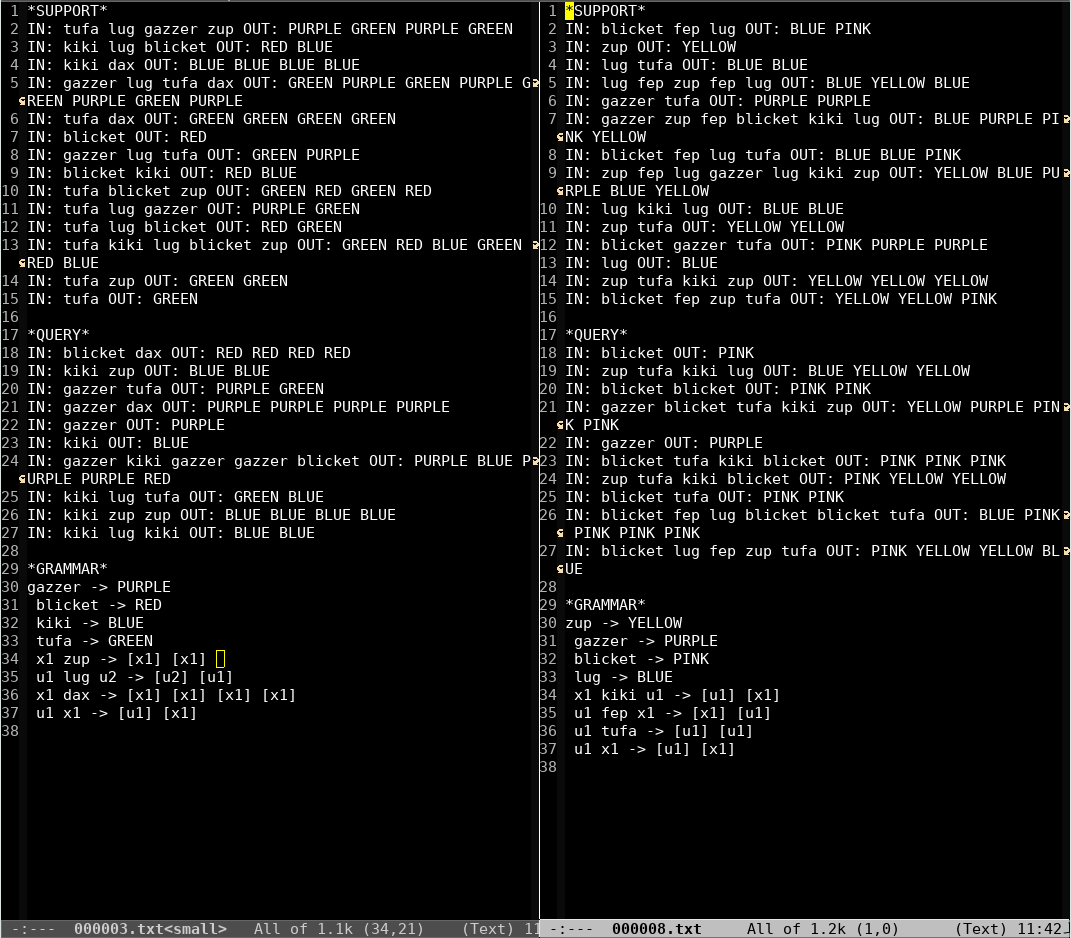 1 *SUPPORT*
2 IN: tufa lug gazzer zup OUT: PURPLE GREEN PURPLE GREEN
3 IN: kiki lug blicket OUT: RED BLUE
4 IN: kiki dax OUT: BLUE BLUE BLUE BLUE
5 IN: gazzer lug tufa dax OUT: GREEN PURPLE GREEN PURPLE G
REEN PURPLE GREEN PURPLE
6 IN: tufa dax OUT: GREEN GREEN GREEN GREEN
7 IN: blicket OUT: RED
8 IN: gazzer lug tufa OUT: GREEN PURPLE
9 IN: blicket kiki OUT: RED BLUE
10 IN: tufa blicket zup OUT: GREEN RED GREEN RED
11 IN: tufa lug gazzer OUT: PURPLE GREEN
12 IN: tufa lug blicket OUT: RED GREEN
13 IN: tufa kiki lug blicket zup OUT: GREEN RED BLUE GREEN
RED BLUE
14 IN: tufa zup OUT: GREEN GREEN
15 IN: tufa OUT: GREEN
16
17 *QUERY*
18 IN: blicket dax OUT: RED RED RED RED
19 IN: kiki zup OUT: BLUE BLUE
20 IN: gazzer tufa OUT: PURPLE GREEN
21 IN: gazzer dax OUT: PURPLE PURPLE PURPLE PURPLE
22 IN: gazzer OUT: PURPLE
23 IN: kiki OUT: BLUE
24 IN: gazzer kiki gazzer gazzer blicket OUT: PURPLE BLUE P
URPLE PURPLE RED
25 IN: kiki lug tufa OUT: GREEN BLUE
26 IN: kiki zup zup OUT: BLUE BLUE BLUE BLUE
27 IN: kiki lug kiki OUT: BLUE BLUE
28
29 *GRAMMAR*
30 gazzer -> PURPLE
31 blicket -> RED
32 kiki -> BLUE
33 tufa -> GREEN
34 x1 zup -> [x1] [x1]
35 u1 lug u2 -> [u2] [u1]
36 x1 dax -> [x1] [x1] [x1] [x1]
37 u1 x1 -> [u1] [x1]
38
-:--- 000003.txt<small> All of 1.1k (34,21) (Text) 11
1 *SUPPORT*
2 IN: blicket fep lug OUT: BLUE PINK
3 IN: zup OUT: YELLOW
4 IN: lug tufa OUT: BLUE BLUE
5 IN: lug fep zup fep lug OUT: BLUE YELLOW BLUE
6 IN: gazzer tufa OUT: PURPLE PURPLE
7 IN: gazzer zup fep blicket kiki lug OUT: BLUE PURPLE PI
NK YELLOW
8 IN: blicket fep lug tufa OUT: BLUE BLUE PINK
9 IN: zup fep lug gazzer lug kiki zup OUT: YELLOW BLUE PU
RPLE BLUE YELLOW
10 IN: lug kiki lug OUT: BLUE BLUE
11 IN: zup tufa OUT: YELLOW YELLOW
12 IN: blicket gazzer tufa OUT: PINK PURPLE PURPLE
13 IN: lug OUT: BLUE
14 IN: zup tufa kiki zup OUT: YELLOW YELLOW YELLOW
15 IN: blicket fep zup tufa OUT: YELLOW YELLOW PINK
16
17 *QUERY*
18 IN: blicket OUT: PINK
19 IN: zup tufa kiki lug OUT: BLUE YELLOW YELLOW
20 IN: blicket blicket OUT: PINK PINK
21 IN: gazzer blicket tufa kiki zup OUT: YELLOW PURPLE PIN
K PINK
22 IN: gazzer OUT: PURPLE
23 IN: blicket tufa kiki blicket OUT: PINK PINK PINK
24 IN: zup tufa kiki blicket OUT: PINK YELLOW YELLOW
25 IN: blicket tufa OUT: PINK PINK
26 IN: blicket fep lug blicket blicket tufa OUT: BLUE PINK
PINK PINK PINK
27 IN: blicket lug fep zup tufa OUT: PINK YELLOW YELLOW BL
UE
28
29 *GRAMMAR*
30 zup -> YELLOW
31 gazzer -> PURPLE
32 blicket -> PINK
33 lug -> BLUE
34 x1 kiki u1 -> [u1] [x1]
35 u1 fep x1 -> [x1] [u1]
36 u1 tufa -> [u1] [u1]
37 u1 x1 -> [u1] [x1]
38
-:--- 000008.txt All of 1.2k (1,0) (Text) 11:42